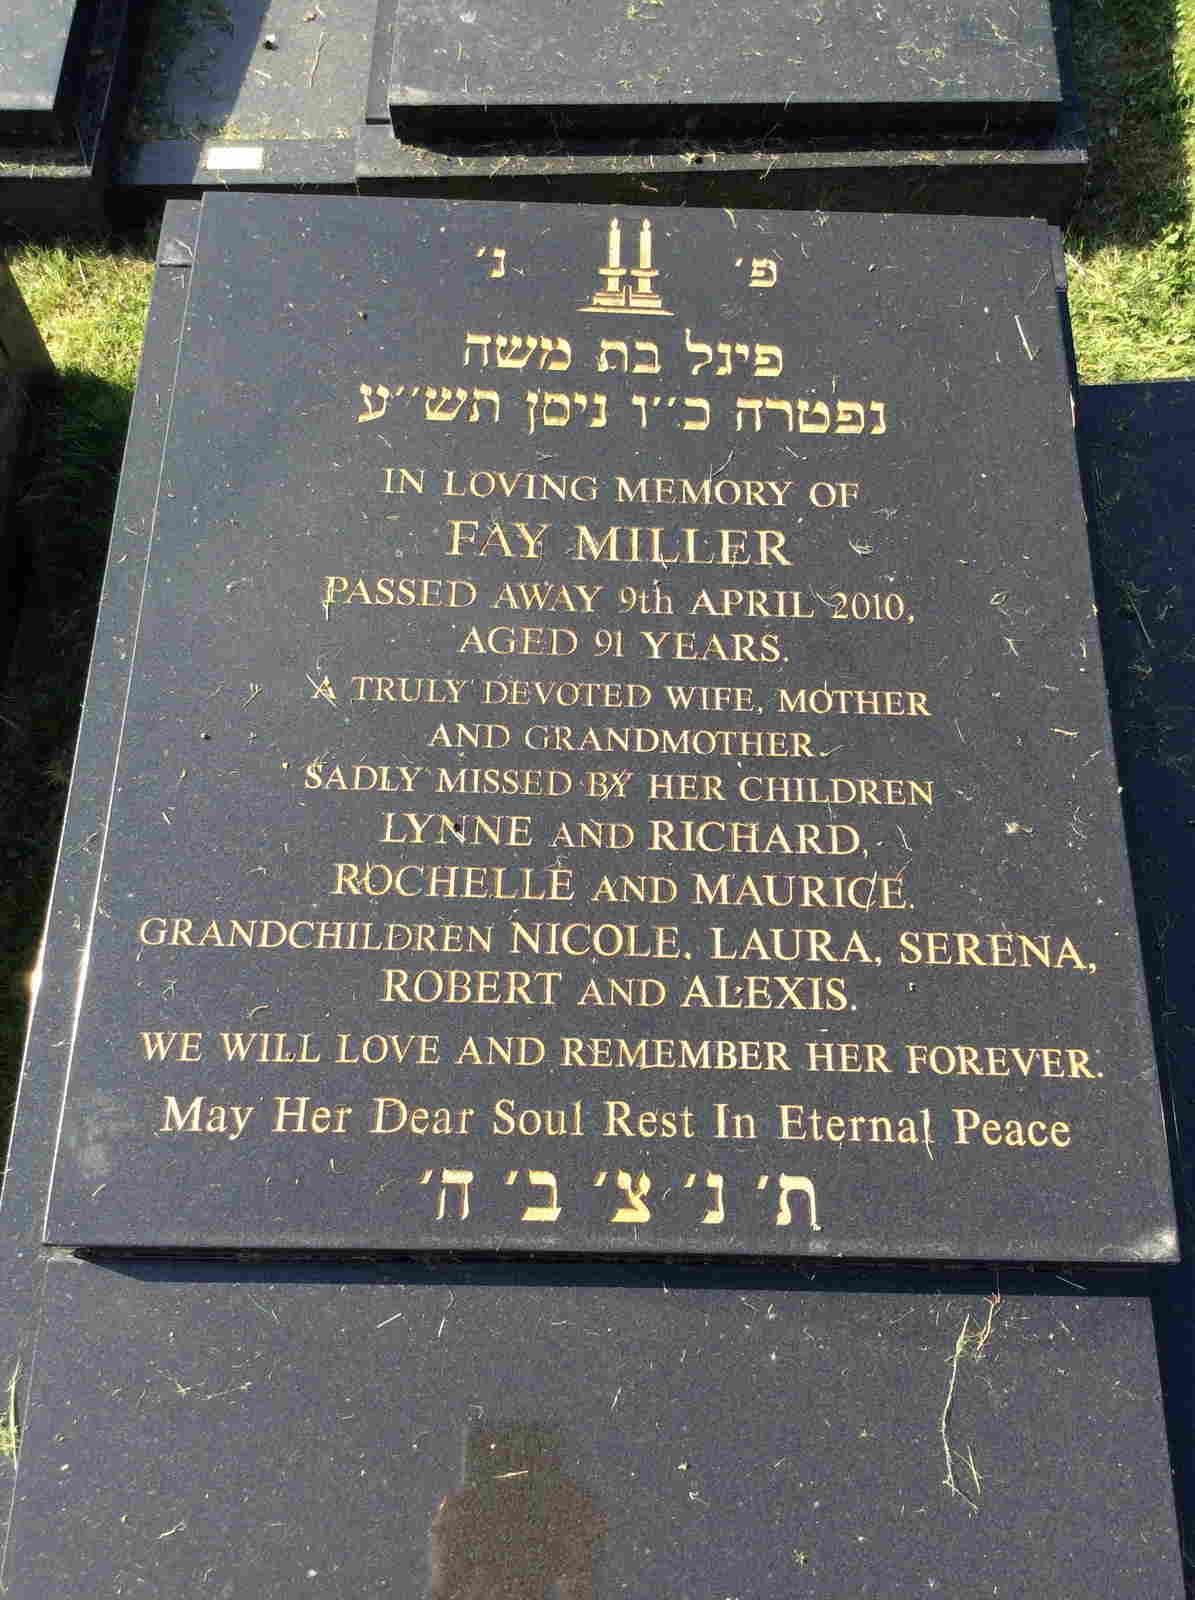 פ׳ נ׳
פיגל בת משה
נפטרה כ״ו ניסן תש״ע
IN LOVING MEMORY OF
FAY MILLER
PASSED AWAY 9th APRIL 2010,
AGED 91 YEARS.
A TRULY DEVOTED WIFE, MOTHER
AND GRANDMOTHER.
SADLY MISSED BY HER CHILDREN
LYNNE AND RICHARD,
ROCHELLE AND MAURICE.
GRANDCHILDREN NICOLE, LAURA, SERENA,
ROBERT AND ALEXIS.
WE WILL LOVE AND REMEMBER HER FOREVER.
May Her Dear Soul Rest In Eternal Peace
ת׳ נ׳ צ׳ ב׳ ה׳